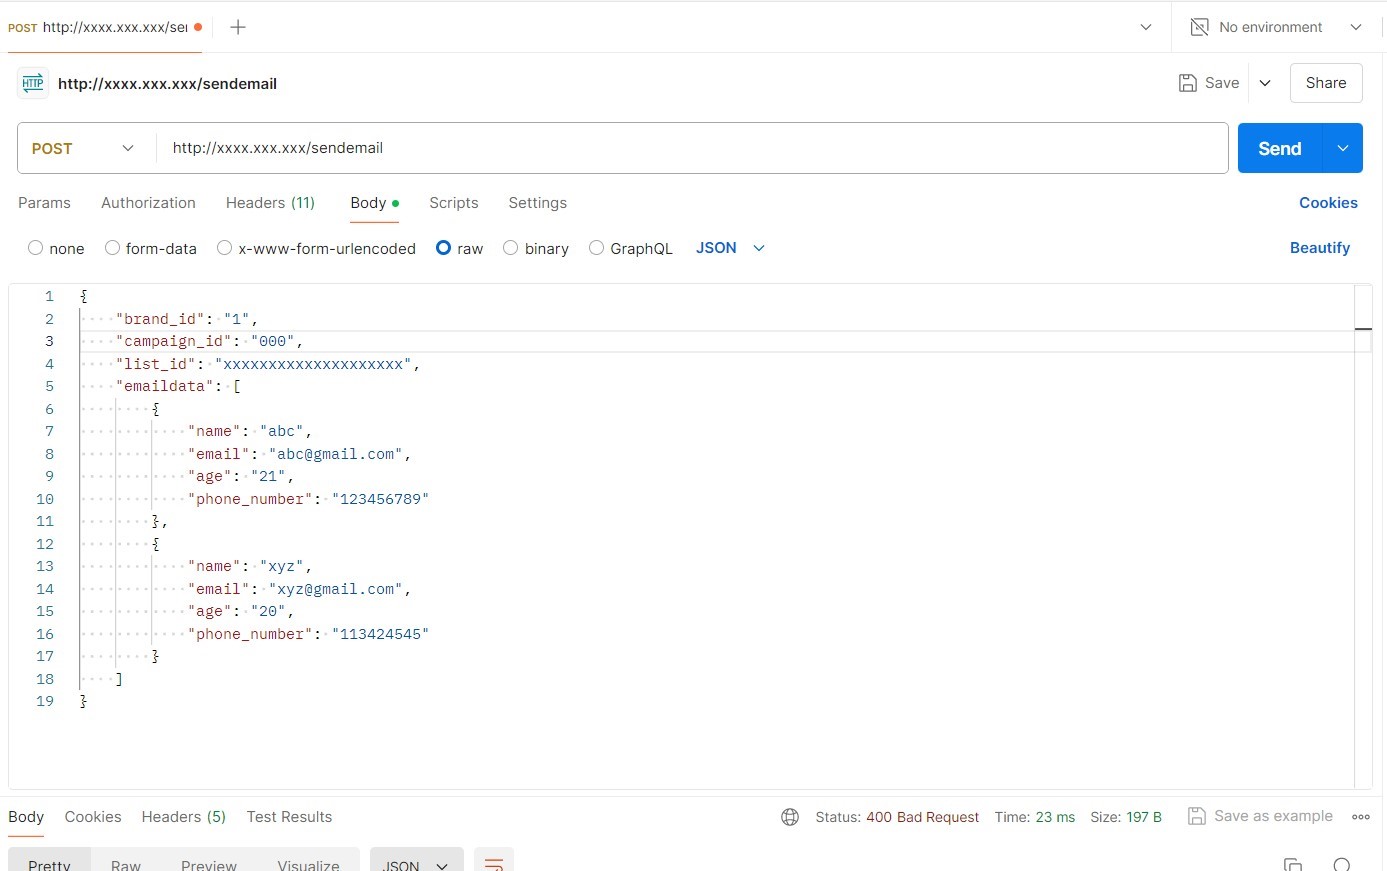 POST http://xxxx.xxx.xxx/sei
No environment
HTTP http://xxxx.xxx.xxx/sendemail
Save
Share
POST
http://xxxx.xxx.xxx/sendemail
Send
Params Authorization Headers (11) Body Scripts Settings Cookies
none form-data x-www-form-urlencoded raw binary GraphQL JSON Beautify
1 {
2 "brand_id": "1",
3 "campaign_id": "000",
4 "list_id": "xxxxxxxxxxxxxxxxxxxx",
5 "emaildata": [
6 {
7 "name": "abc",
8 "email": "abc@gmail.com",
9 "age": "21",
10 "phone_number": "123456789"
11 },
12 {
13 "name": "xyz",
14 "email": "xyz@gmail.com",
15 "age": "20",
16 "phone_number": "113424545"
17 }
18 ]
19 }
Body Cookies Headers (5) Test Results Status: 400 Bad Request Time: 23 ms Size: 197 B Save as example
Pretty Raw Preview Visualize JSON